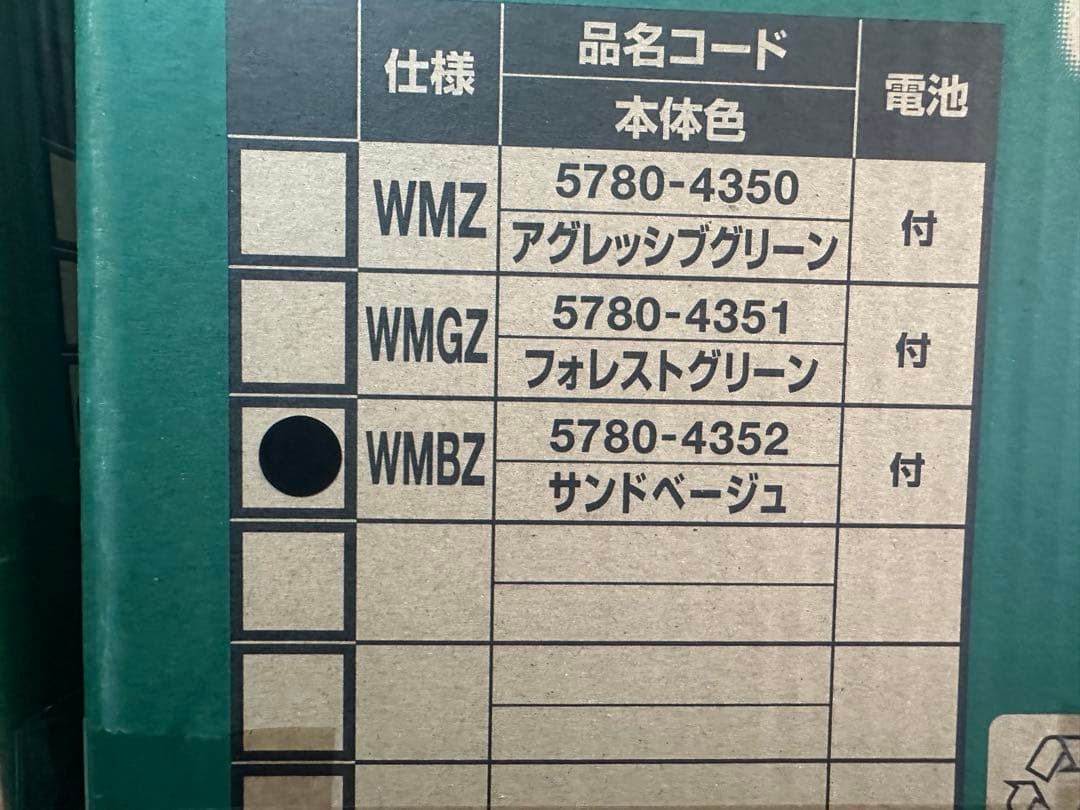 仕様
品名コード
本体色
電池
WMZ
5780-4350
アグレッシブグリーン
付
WMGZ
5780-4351
フォレストグリーン
付
WMBZ
5780-4352
サンドベージュ
付